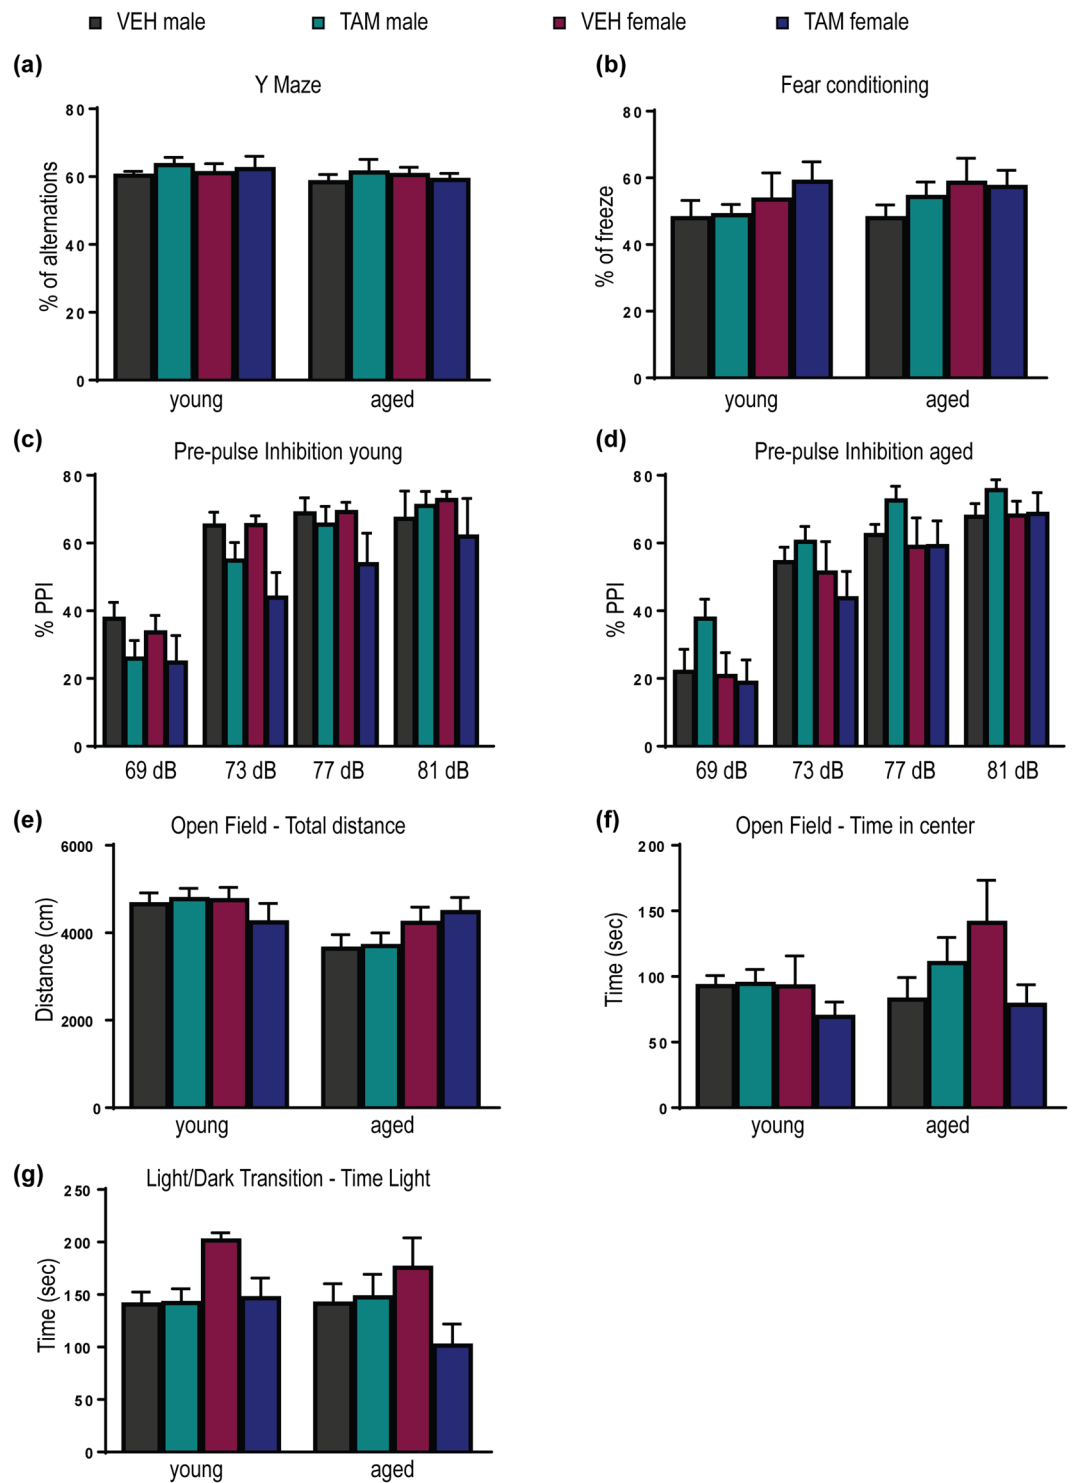 VEH male TAM male VEH female TAM female
(a) (b)
Y Maze Fear conditioning
80
60
40
20
0
% of alternations
young aged
80
60
40
20
0
% of freeze
young aged
(c) (d)
Pre-pulse Inhibition young Pre-pulse Inhibition aged
80
60
40
20
0
% PPI
69 dB 73 dB 77 dB 81 dB
80
60
40
20
0
% PPI
69 dB 73 dB 77 dB 81 dB
(e) (f)
Open Field - Total distance Open Field - Time in center
6000
4000
2000
0
Distance (cm)
young aged
200
150
100
50
0
Time (sec)
young aged
(g)
Light/Dark Transition - Time Light
250
200
150
100
50
0
Time (sec)
young aged